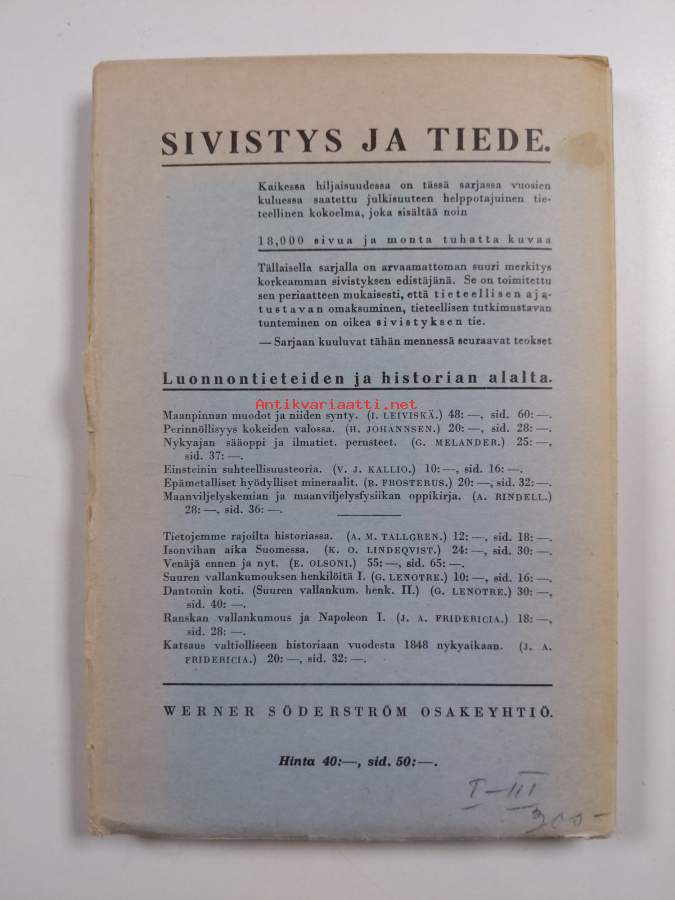 SIVISTYS JA TIEDE.
Kaikessa hiljaisuudessa on tässä sarjassa vuosien
kuluessa saatettu julkisuuteen helppotajuinen tie-
teellinen kokoelma, joka sisältää noin
18,000 sivua ja monta tuhatta kuvaa
Tällaisella sarjalla on arvaamattoman suuri merkitys
korkeamman sivistyksen edistäjänä. Se on toimitettu
sen periaatteen mukaisesti, että tieteellisen aja-
tustavan omaksuminen, tieteellisen tutkimustavan
tunteminen on oikea sivistyksen tie.
— Sarjaan kuuluvat tähän mennessä seuraavat teokset
Luonnontieteiden ja historian alalta.
Antikvariaatti.net
Maanpinnan muodot ja niiden synty. (I. LEIVISKÄ.) 48: —, sid. 60: —.
Perinnöllisyys kokeiden valossa. (H. JOHANNSEN.) 20: —, sid. 28: —.
Nykyajan sääoppi ja ilmatiet. perusteet. (G. MELANDER.) 25: —,
sid. 37: —.
Einsteinin suhteellisuusteoria. (V. J. KALLIO.) 10: —, sid. 16: —.
Epämetalliset hyödylliset mineraalit. (B. FROSTERUS.) 20: —, sid. 32: —.
Maanviljelyskemian ja maanviljelysfysiikan oppikirja. (A. RINDELL.)
28: —, sid. 36: —.
Tietojemme rajoilta historiassa. (A. M. TALLGREN.) 12: —, sid. 18: —.
Isonvihan aika Suomessa. (K. O. LINDEQVIST.) 24: —, sid. 30: —.
Venäjä ennen ja nyt. (E. OLSONI.) 55: —, sid. 65: —.
Suuren vallankumouksen henkilöitä I. (G. LENOTRE.) 10: —, sid. 16: —.
Dantonin koti. (Suuren vallankum. henk. II.) (G. LENOTRE.) 30: —,
sid. 40: —.
Ranskan vallankumous ja Napoleon I. (J. A. FRIDERICIA.) 18: —,
sid. 28: —.
Katsaus valtiolliseen historiaan vuodesta 1848 nykyaikaan. (J. A.
FRIDERICIA.) 20: —, sid. 32: —.
WERNER SÖDERSTRÖM OSAKEYHTIÖ.
Hinta 40:—, sid. 50:—.
I-III
300-